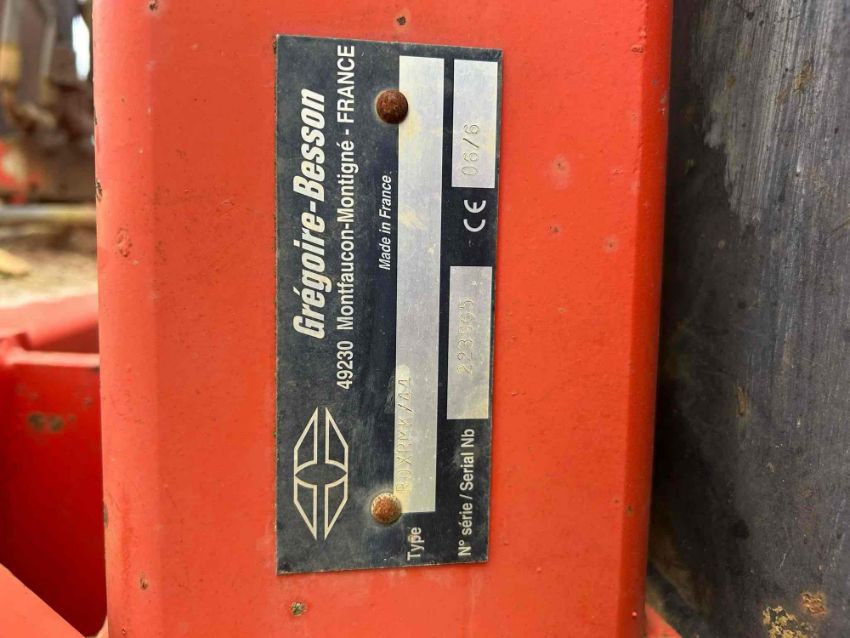 Grégoire-Besson
49230 Montfaucon-Montigné - FRANCE
Made in France
Type
N° série / Serial Nb
CE 06/6